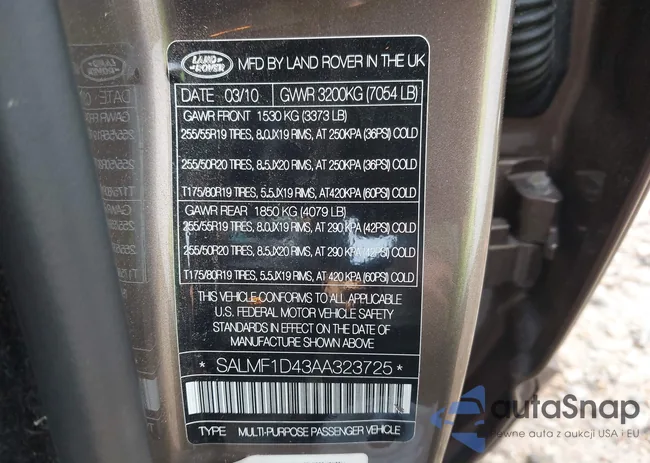 LAND ROVER MFD BY LAND ROVER IN THE UK
DATE 03/10 GVWR 3200KG (7054 LB)
GAWR FRONT 1530 KG (3373 LB)
255/55R19 TIRES, 8.0JX19 RIMS, AT 250KPA (36PSI) COLD
255/50R20 TIRES, 8.5JX20 RIMS, AT 250KPA (36PSI) COLD
T175/80R19 TIRES, 5.5JX19 RIMS, AT420KPA (60PSI) COLD
GAWR REAR 1850 KG (4079 LB)
255/55R19 TIRES, 8.0JX19 RIMS, AT 290 KPA (42PSI) COLD
255/50R20 TIRES, 8.5JX20 RIMS, AT 290 KPA (42PSI) COLD
T175/80R19 TIRES, 5.5JX19 RIMS, AT 420 KPA (60PSI) COLD
THIS VEHICLE CONFORMS TO ALL APPLICABLE
U.S. FEDERAL MOTOR VEHICLE SAFETY
STANDARDS IN EFFECT ON THE DATE OF
MANUFACTURE SHOWN ABOVE
* SALMF1D43AA323725 *
TYPE MULTI-PURPOSE PASSENGER VEHICLE
autaSnap
pewne auta z aukcji USA i EU